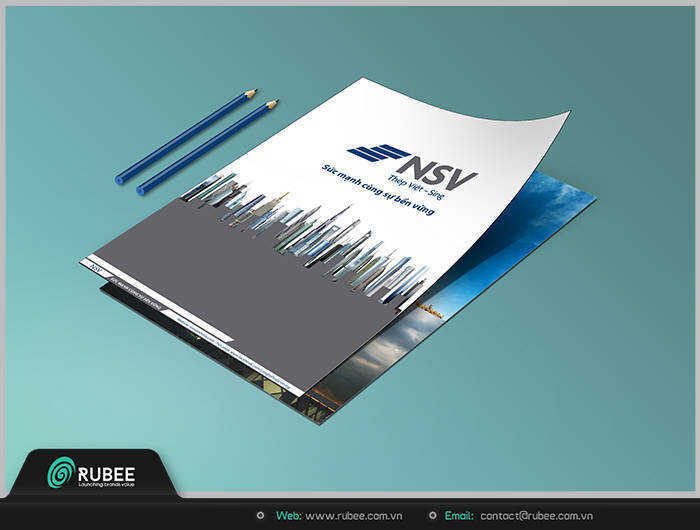 NSV
Thép Việt - Sing
Sức mạnh cùng sự bền vững
NSV
RUBEE
Launching brands value
Web: www.rubee.com.vn
Email: contact@rubee.com.vn